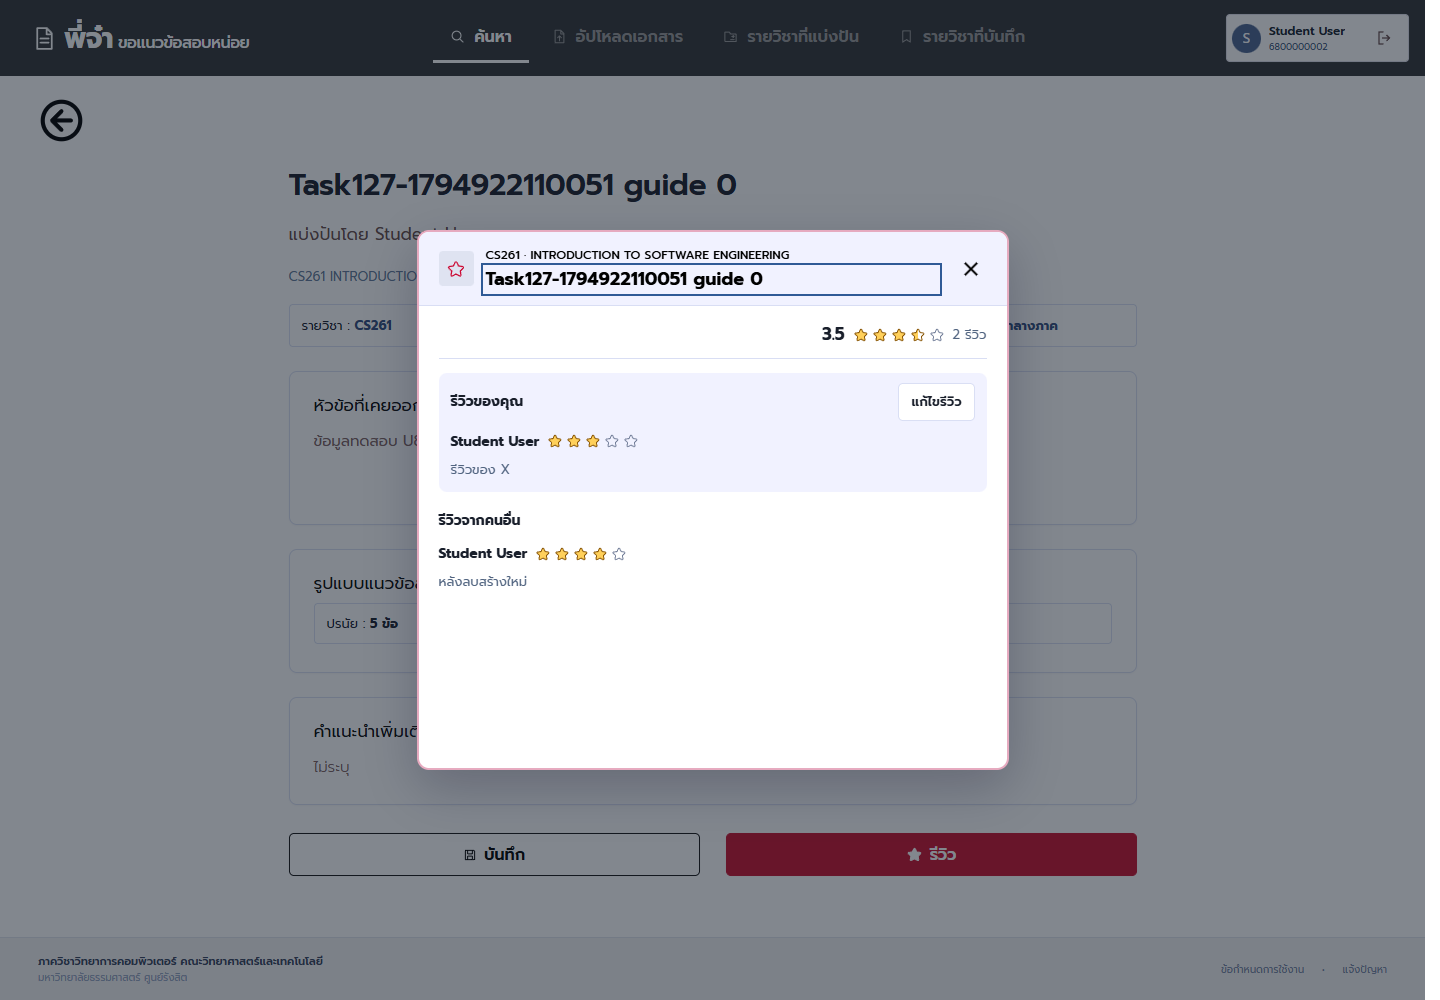 พี่จำ ขอแนวข้อสอบหน่อย
ค้นหา
อัปโหลดเอกสาร
รายวิชาที่แบ่งปัน
รายวิชาที่บันทึก
S
Student User
6800000002
Task127-1794922110051 guide 0
แบ่งปันโดย
CS261 INTRODUCTIO
รายวิชา : CS261
ลางภาค
หัวข้อที่เคยออก
ข้อมูลทดสอบ
รูปแบบแนวข้อ
ปรนัย : 5 ข้อ
คำแนะนำเพิ่มเติ
ไม่ระบุ
CS261 · INTRODUCTION TO SOFTWARE ENGINEERING
Task127-1794922110051 guide 0
3.5
2 รีวิว
รีวิวของคุณ
แก้ไขรีวิว
Student User
รีวิวของ X
รีวิวจากคนอื่น
Student User
หลังลบสร้างใหม่
บันทึก
รีวิว
ภาควิชาวิทยาการคอมพิวเตอร์ คณะวิทยาศาสตร์และเทคโนโลยี
มหาวิทยาลัยธรรมศาสตร์ ศูนย์รังสิต
ข้อกำหนดการใช้งาน · แจ้งปัญหา